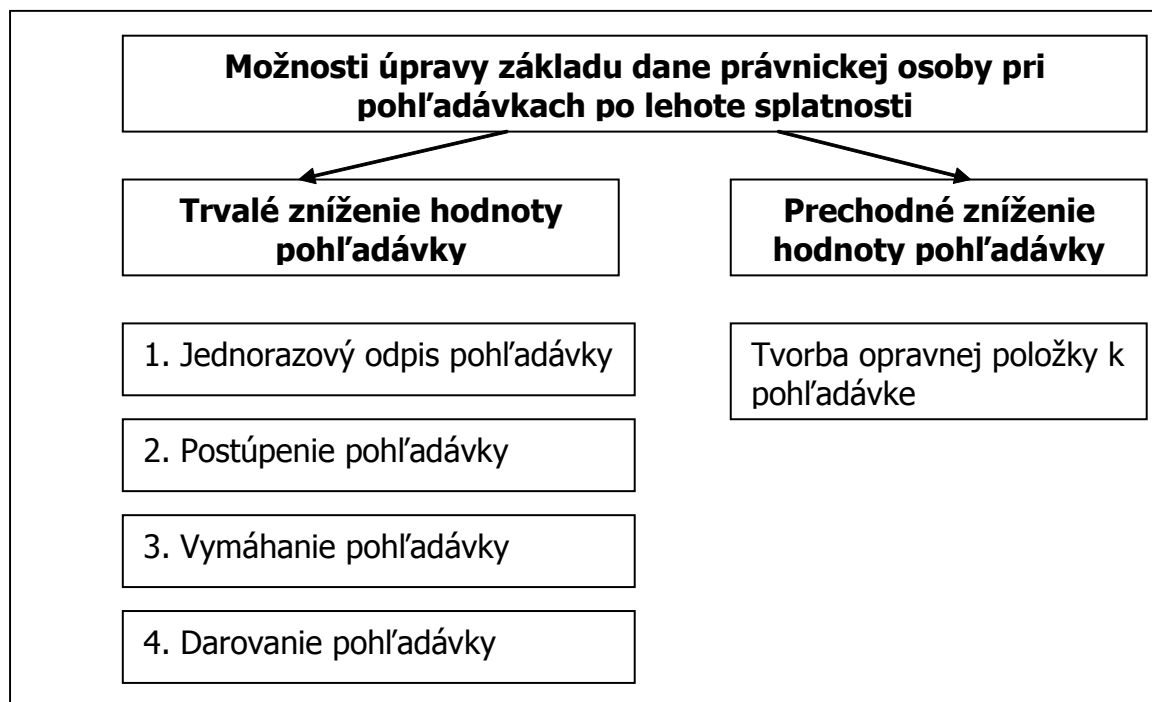 Možnosti úpravy základu dane právnickej osoby pri
pohľadávkach po lehote splatnosti
Trvalé zníženie hodnoty
pohľadávky
Prechodné zníženie
hodnoty pohľadávky
1. Jednorazový odpis pohľadávky
2. Postúpenie pohľadávky
3. Vymáhanie pohľadávky
4. Darovanie pohľadávky
Tvorba opravnej položky k
pohľadávke